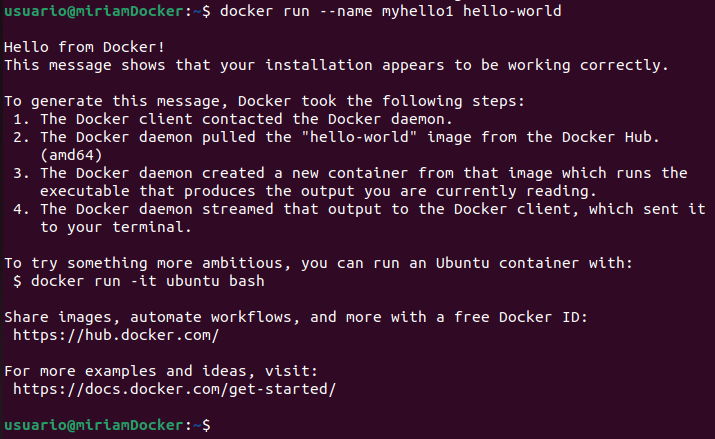 usuario@miriamDocker:~$ docker run --name myhello1 hello-world
Hello from Docker!
This message shows that your installation appears to be working correctly.
To generate this message, Docker took the following steps:
1. The Docker client contacted the Docker daemon.
2. The Docker daemon pulled the "hello-world" image from the Docker Hub.
(amd64)
3. The Docker daemon created a new container from that image which runs the
executable that produces the output you are currently reading.
4. The Docker daemon streamed that output to the Docker client, which sent it
to your terminal.
To try something more ambitious, you can run an Ubuntu container with:
$ docker run -it ubuntu bash
Share images, automate workflows, and more with a free Docker ID:
https://hub.docker.com/
For more examples and ideas, visit:
https://docs.docker.com/get-started/
usuario@miriamDocker:~$